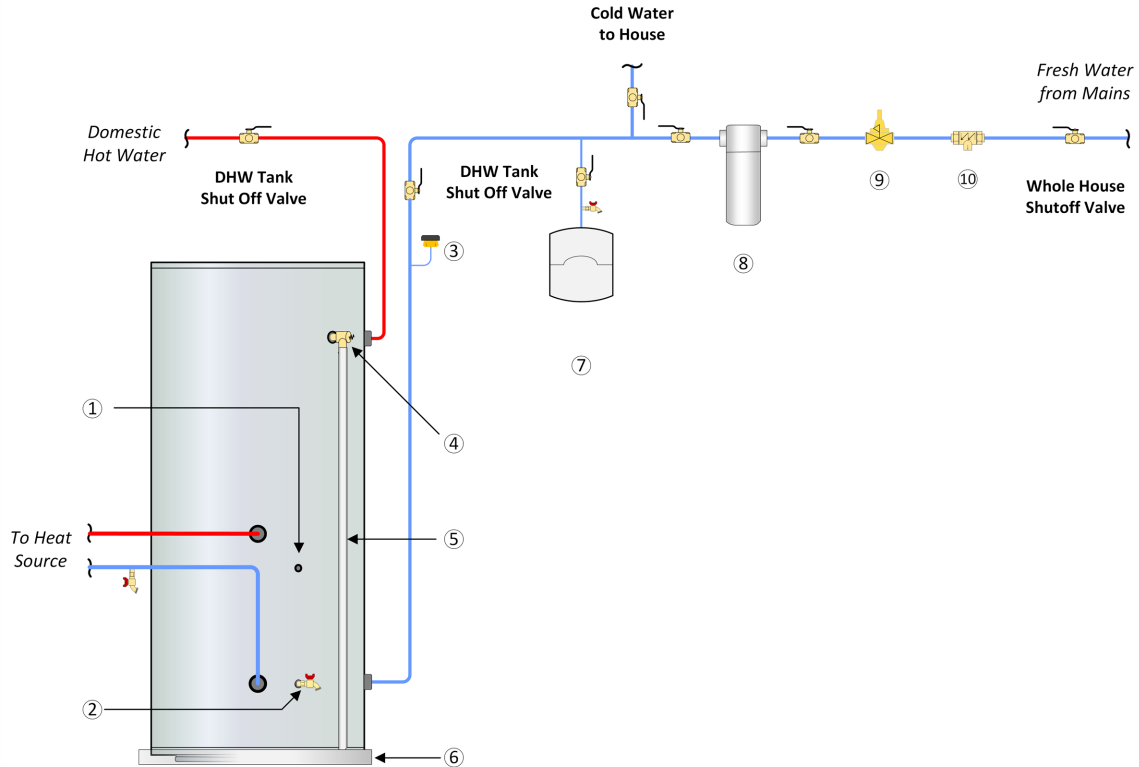 Cold Water
to House
Fresh Water
from Mains
Domestic
Hot Water
DHW Tank
Shut Off Valve
DHW Tank
Shut Off Valve
⑨
⑩
Whole House
Shutoff Valve
③
⑧
⑦
①
④
To Heat
Source
⑤
②
⑥